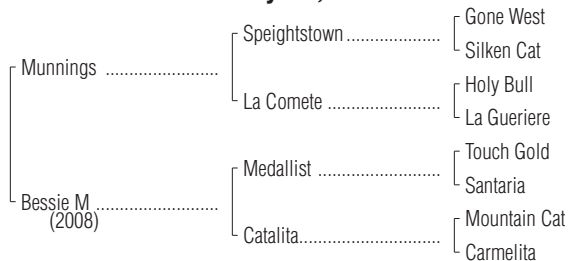 Gone West
Speightstown
Silken Cat
Munnings
Holy Bull
La Comete
La Gueriere
Touch Gold
Medallist
Santaria
Bessie M
(2008)
Mountain Cat
Catalita
Carmelita